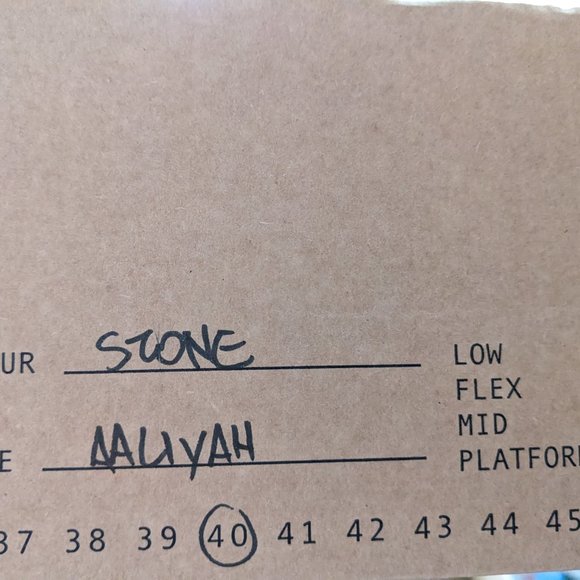 UR STONE LOW
FLEX
MID
E AALIYAH PLATFOR
37 38 39 40 41 42 43 44 45